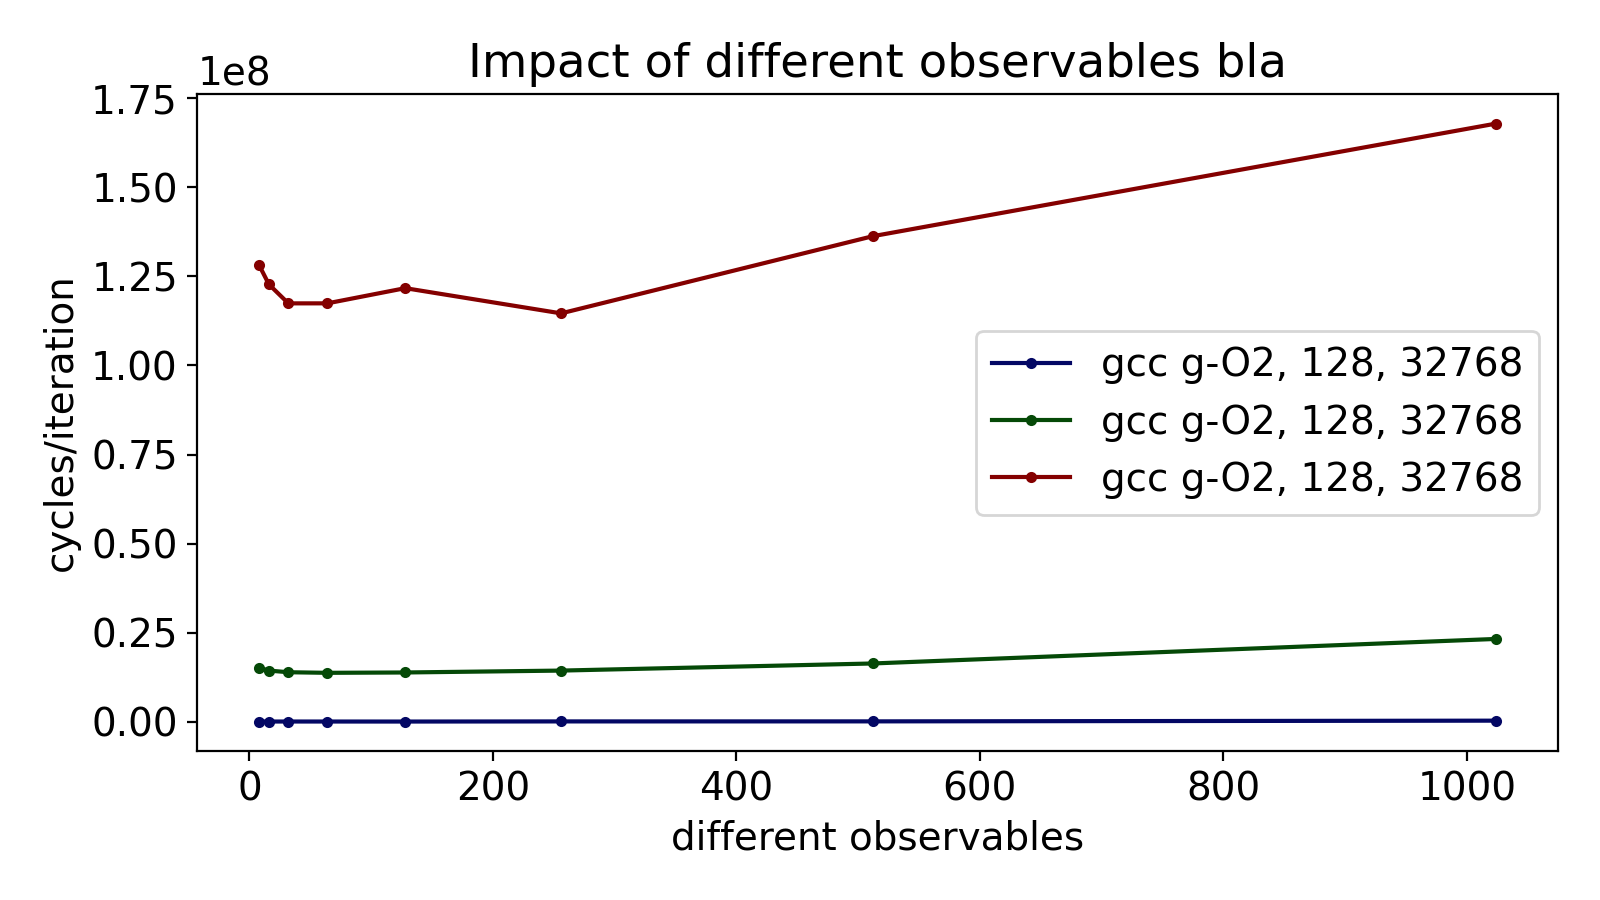 Impact of different observables bla
1e8
1.75
1.50
1.25
1.00
0.75
0.50
0.25
0.00
cycles/iteration
gcc g-O2, 128, 32768
gcc g-O2, 128, 32768
gcc g-O2, 128, 32768
0 200 400 600 800 1000
different observables